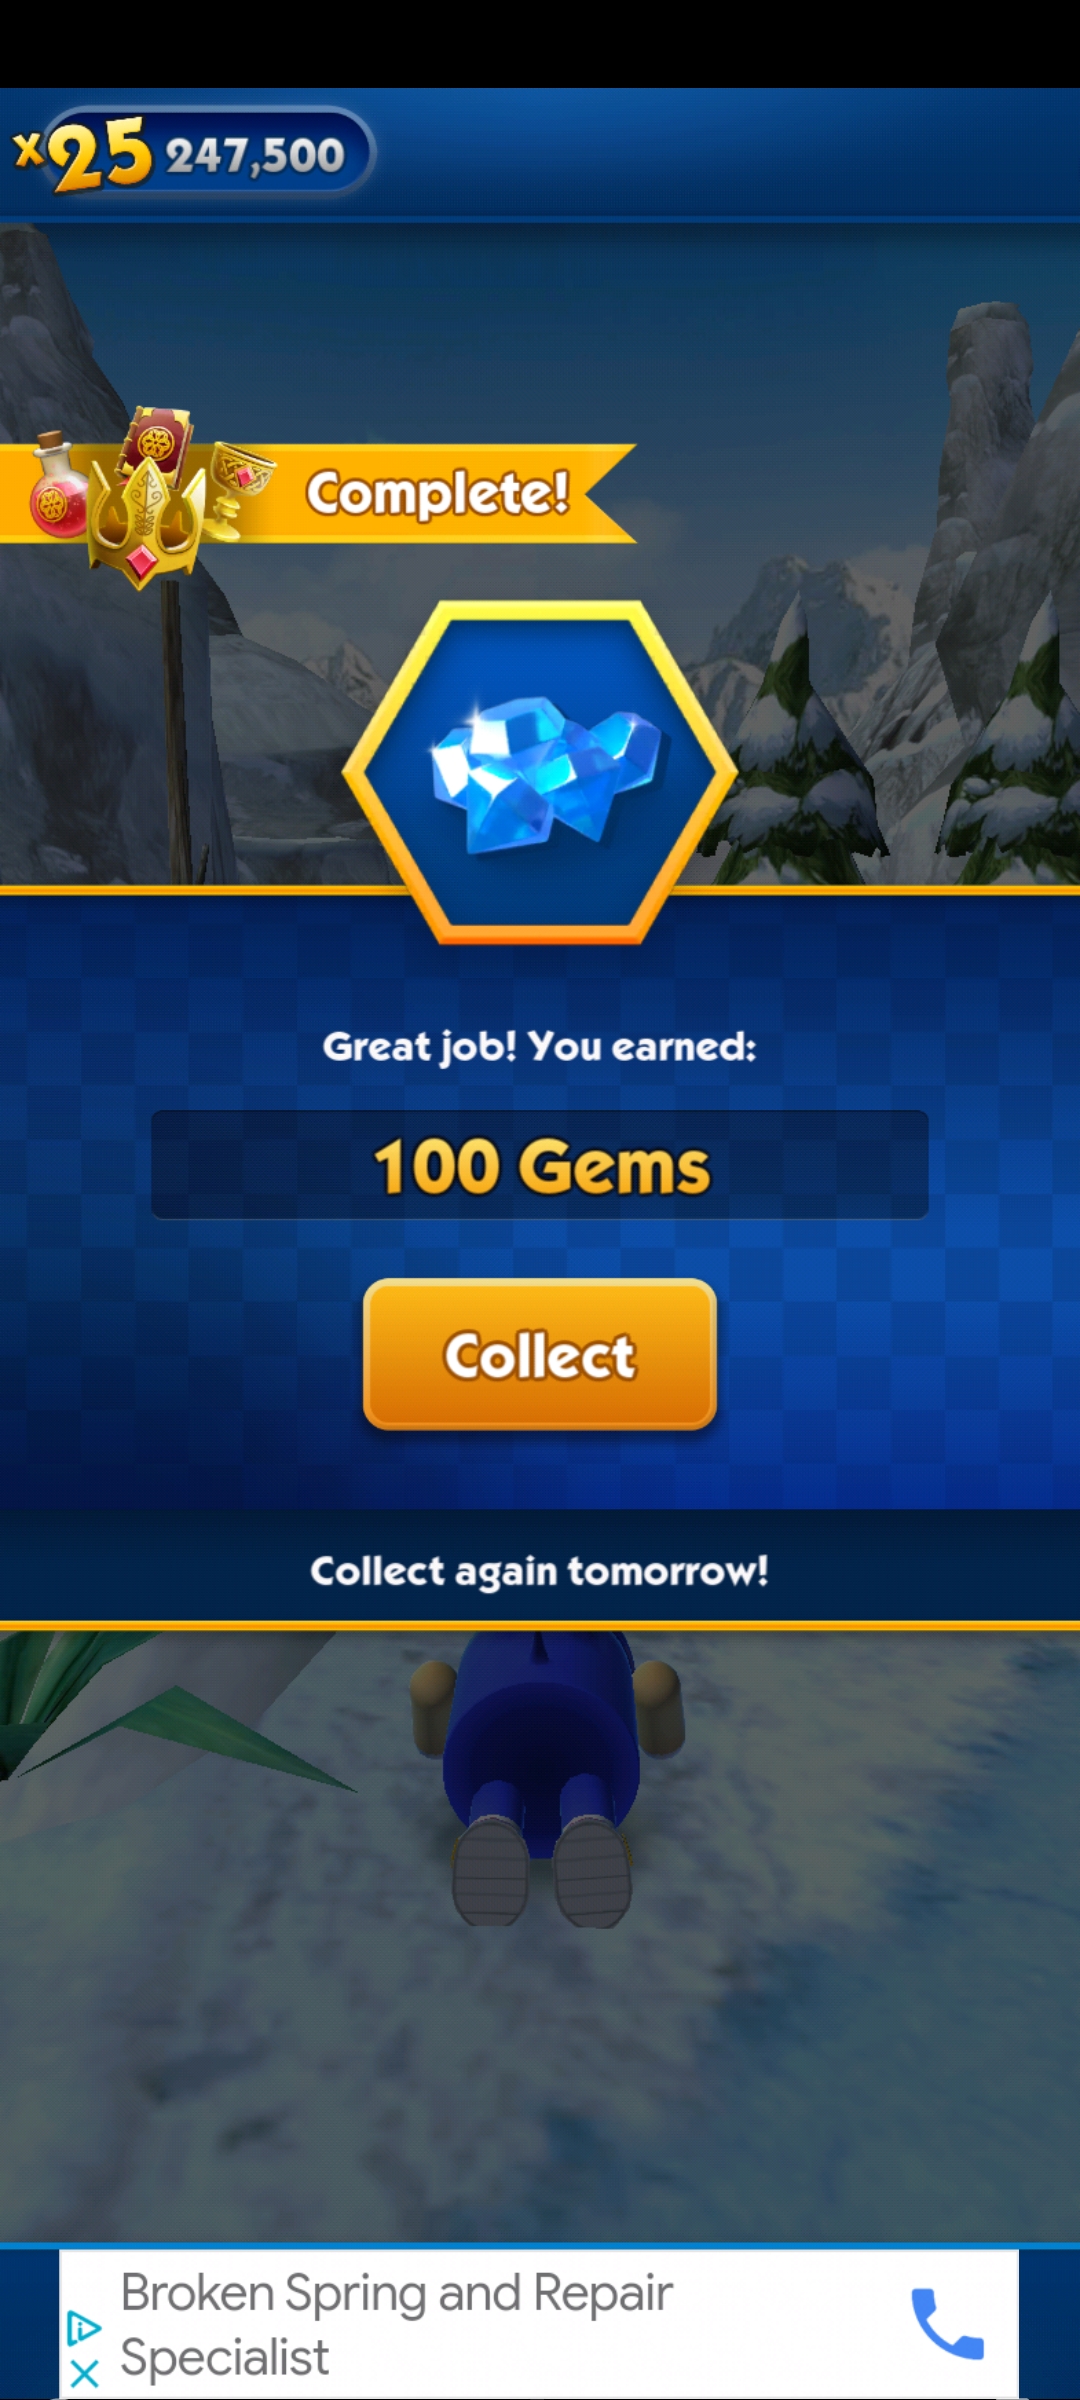 x25 247,500
Complete!
Great job! You earned:
100 Gems
Collect
Collect again tomorrow!
Broken Spring and Repair
Specialist